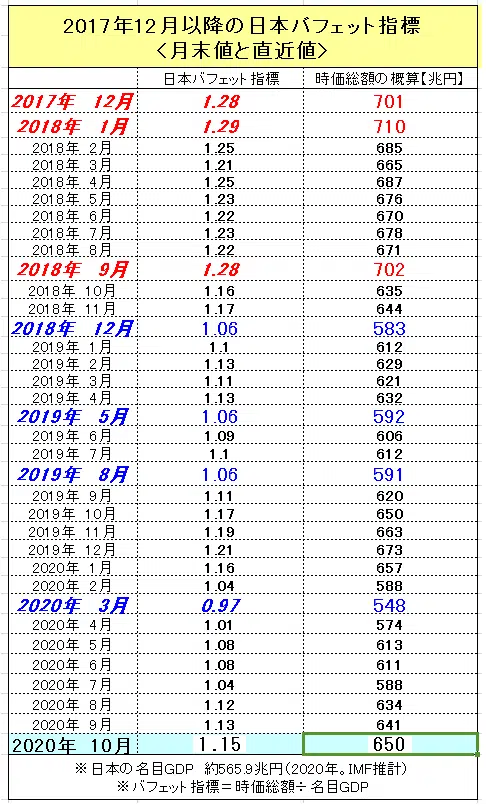 2017年12月以降の日本バフェット指標
<月末値と直近値>
日本バフェット指標 時価総額の概算【兆円】
2017年 12月 1.28 701
2018年 1月 1.29 710
2018年 2月 1.25 685
2018年 3月 1.21 665
2018年 4月 1.25 687
2018年 5月 1.23 676
2018年 6月 1.22 670
2018年 7月 1.23 678
2018年 8月 1.22 671
2018年 9月 1.28 702
2018年 10月 1.16 635
2018年 11月 1.17 644
2018年 12月 1.06 583
2019年 1月 1.1 612
2019年 2月 1.13 629
2019年 3月 1.11 621
2019年 4月 1.13 632
2019年 5月 1.06 592
2019年 6月 1.09 606
2019年 7月 1.1 612
2019年 8月 1.06 591
2019年 9月 1.11 620
2019年 10月 1.17 650
2019年 11月 1.19 663
2019年 12月 1.21 673
2020年 1月 1.16 657
2020年 2月 1.04 588
2020年 3月 0.97 548
2020年 4月 1.01 574
2020年 5月 1.08 613
2020年 6月 1.08 611
2020年 7月 1.04 588
2020年 8月 1.12 634
2020年 9月 1.13 641
2020年 10月 1.15 650
※日本の名目GDP 約565.9兆円(2020年。IMF推計)
※バフェット指標=時価総額÷名目GDP